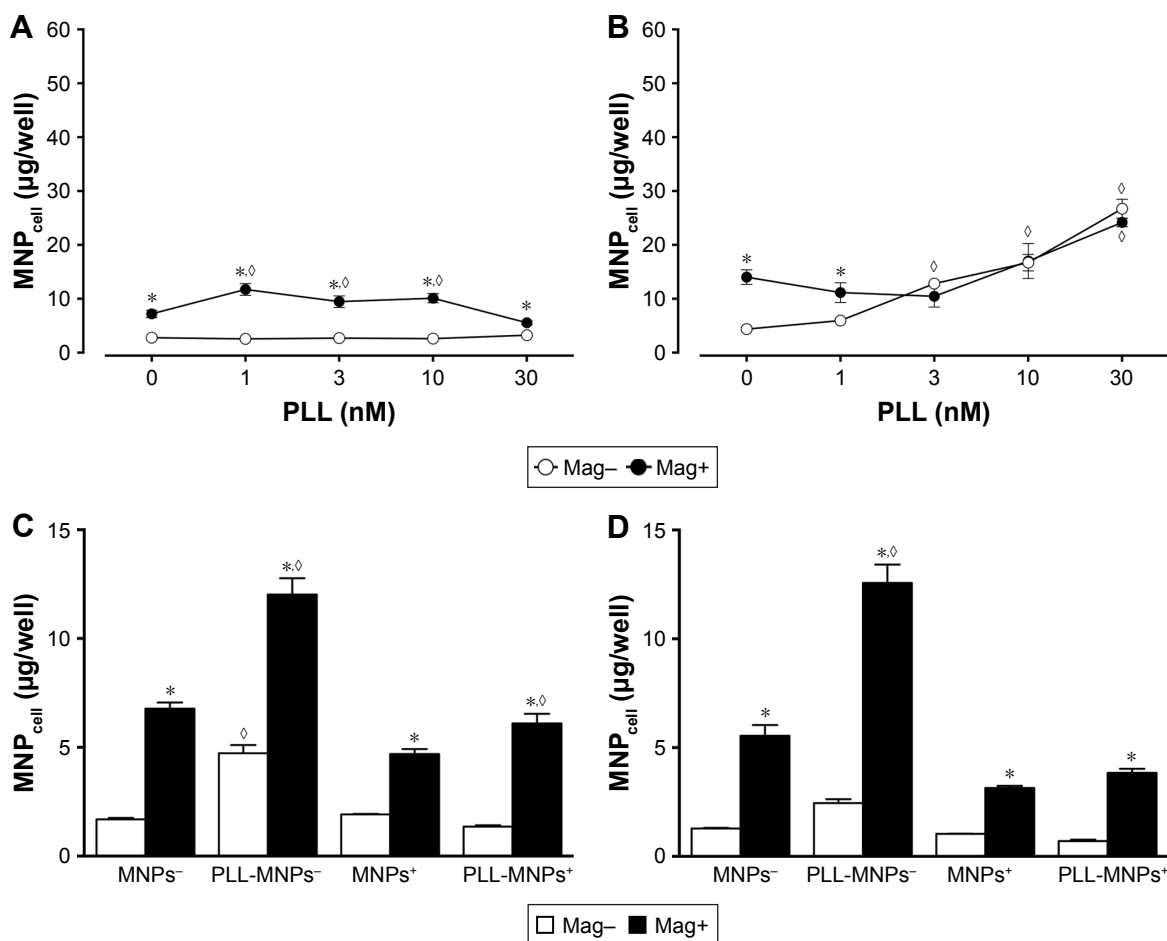 A
60
50
40
30
20
10
0
MNPcell (µg/well)
*
*,◊
*,◊
*,◊
*
0 1 3 10 30
PLL (nM)
B
60
50
40
30
20
10
0
MNPcell (µg/well)
*
*
◊
◊
◊
◊
0 1 3 10 30
PLL (nM)
Mag– Mag+
C
15
10
5
0
MNPcell (µg/well)
*
◊
*,◊
*
*,◊
MNPs⁻ PLL-MNPs⁻ MNPs⁺ PLL-MNPs⁺
D
15
10
5
0
MNPcell (µg/well)
*
*,◊
*
*
MNPs⁻ PLL-MNPs⁻ MNPs⁺ PLL-MNPs⁺
Mag– Mag+